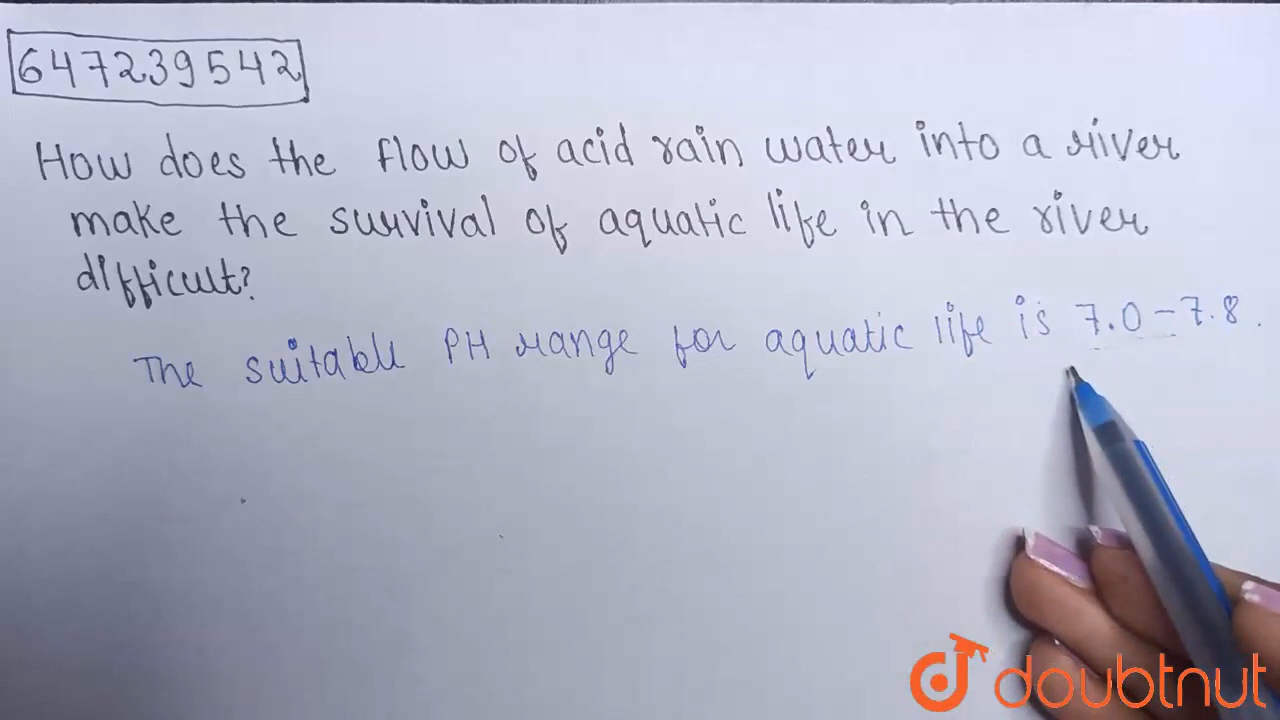 647239542
How does the flow of acid rain water into a river
make the survival of aquatic life in the river
difficult?
The suitable PH range for aquatic life is 7.0-7.8.
doubtnut